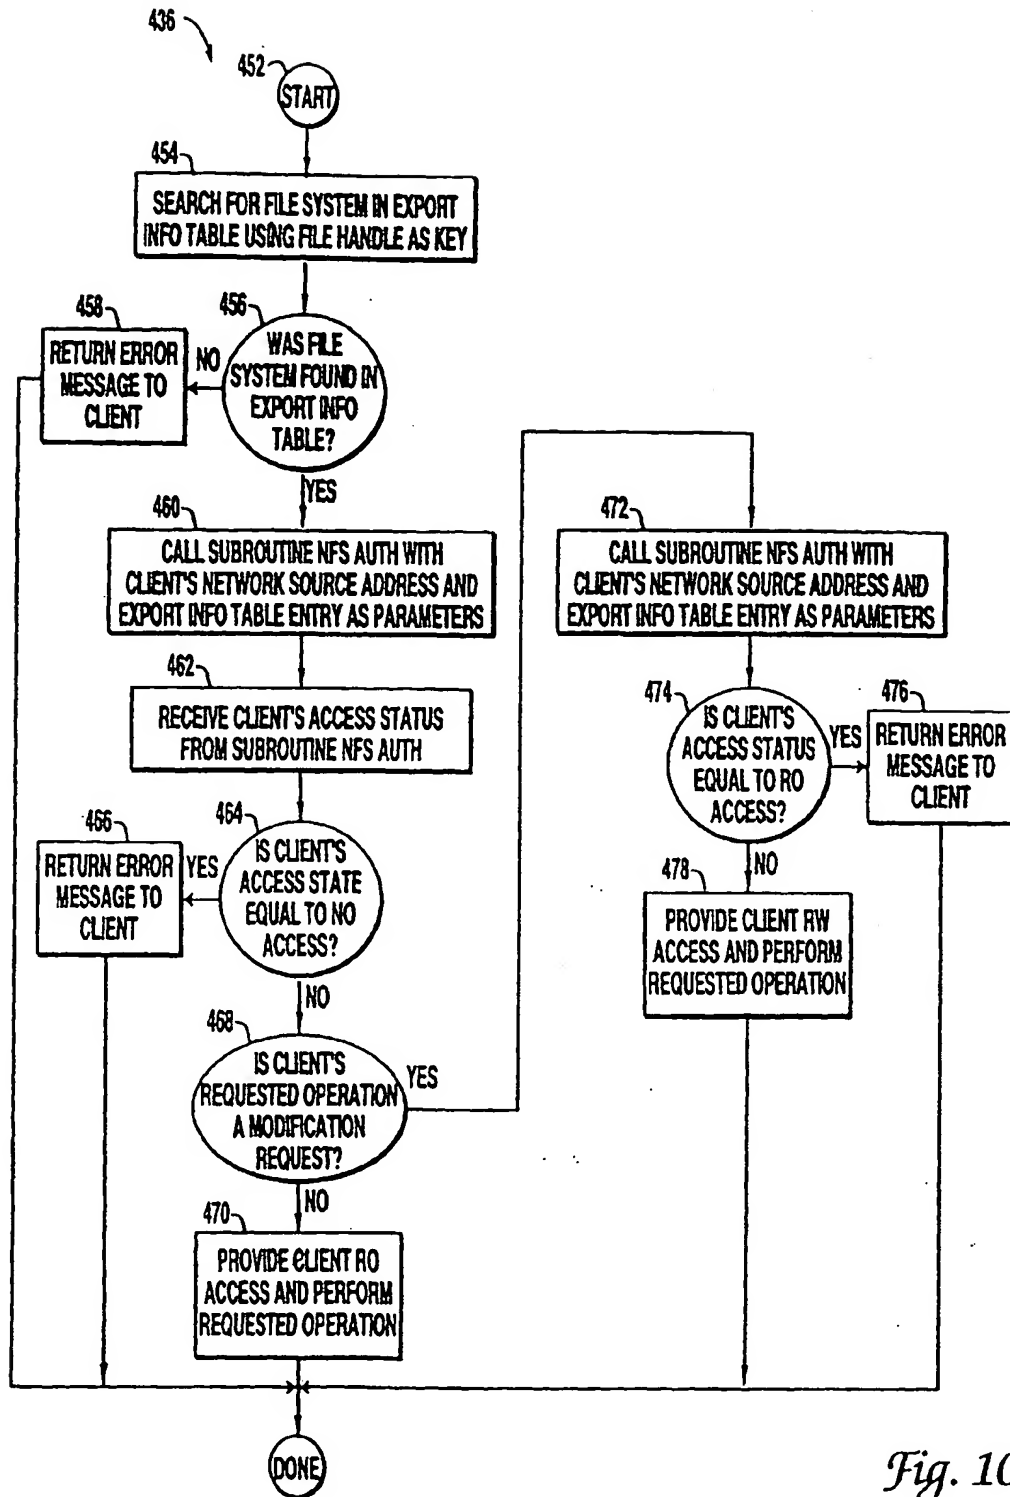 436
452
START
454
SEARCH FOR FILE SYSTEM IN EXPORT
INFO TABLE USING FILE HANDLE AS KEY
456
WAS FILE
SYSTEM FOUND IN
EXPORT INFO
TABLE?
NO
458
RETURN ERROR
MESSAGE TO
CLIENT
YES
460
CALL SUBROUTINE NFS AUTH WITH
CLIENT'S NETWORK SOURCE ADDRESS AND
EXPORT INFO TABLE ENTRY AS PARAMETERS
462
RECEIVE CLIENT'S ACCESS STATUS
FROM SUBROUTINE NFS AUTH
464
IS CLIENT'S
ACCESS STATE
EQUAL TO NO
ACCESS?
YES
466
RETURN ERROR
MESSAGE TO
CLIENT
NO
468
IS CLIENT'S
REQUESTED OPERATION
A MODIFICATION
REQUEST?
YES
NO
470
PROVIDE CLIENT RO
ACCESS AND PERFORM
REQUESTED OPERATION
472
CALL SUBROUTINE NFS AUTH WITH
CLIENT'S NETWORK SOURCE ADDRESS AND
EXPORT INFO TABLE ENTRY AS PARAMETERS
474
IS CLIENT'S
ACCESS STATUS
EQUAL TO RO
ACCESS?
YES
476
RETURN ERROR
MESSAGE TO
CLIENT
NO
478
PROVIDE CLIENT RW
ACCESS AND PERFORM
REQUESTED OPERATION
DONE
Fig. 10